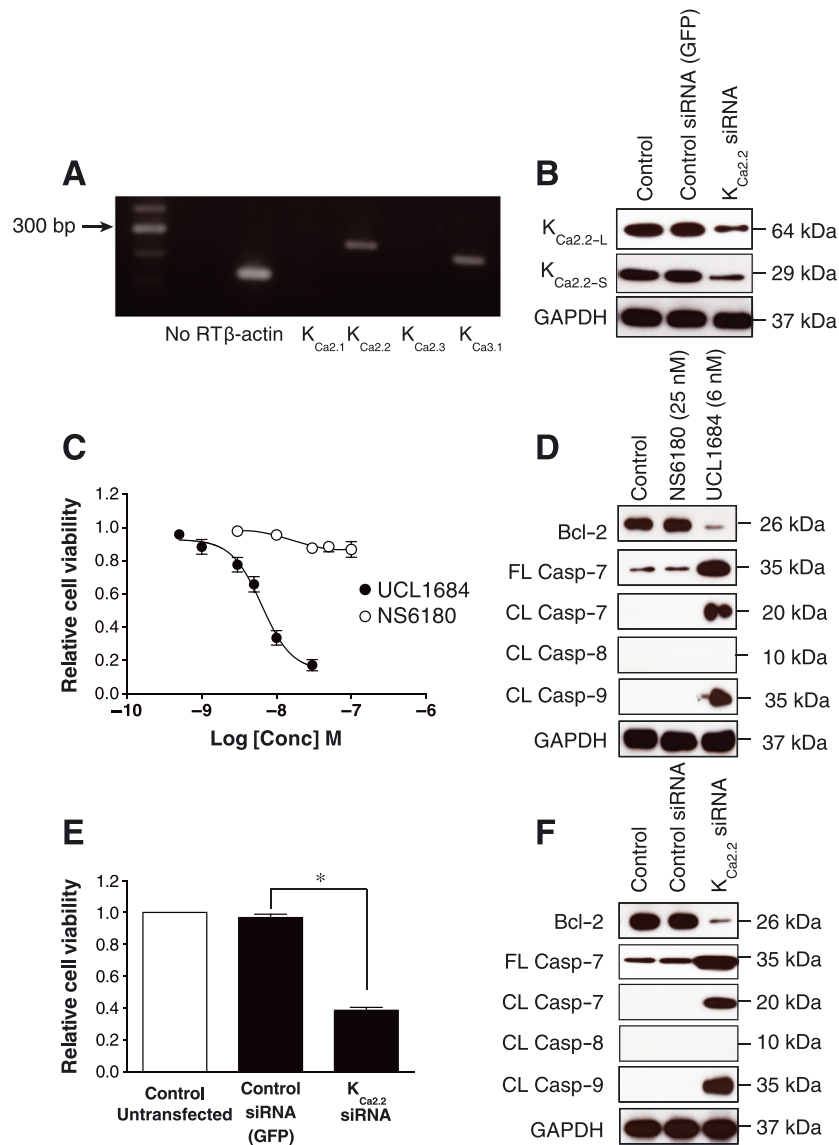 A
300 bp
No RT β-actin K Ca2.1 K Ca2.2 K Ca2.3 K Ca3.1
B
Control
Control siRNA (GFP)
K Ca2.2 siRNA
K Ca2.2-L 64 kDa
K Ca2.2-S 29 kDa
GAPDH 37 kDa
C
Relative cell viability
1.2
1.0
0.8
0.6
0.4
0.2
0.0
−10 −9 −8 −7 −6
Log [Conc] M
UCL1684
NS6180
D
Control
NS6180 (25 nM)
UCL1684 (6 nM)
Bcl-2 26 kDa
FL Casp-7 35 kDa
CL Casp-7 20 kDa
CL Casp-8 10 kDa
CL Casp-9 35 kDa
GAPDH 37 kDa
E
Relative cell viability
1.2
1.0
0.8
0.6
0.4
0.2
0.0
*
Control
Untransfected
Control
siRNA
(GFP)
K Ca2.2
siRNA
F
Control
Control siRNA
K Ca2.2 siRNA
Bcl-2 26 kDa
FL Casp-7 35 kDa
CL Casp-7 20 kDa
CL Casp-8 10 kDa
CL Casp-9 35 kDa
GAPDH 37 kDa